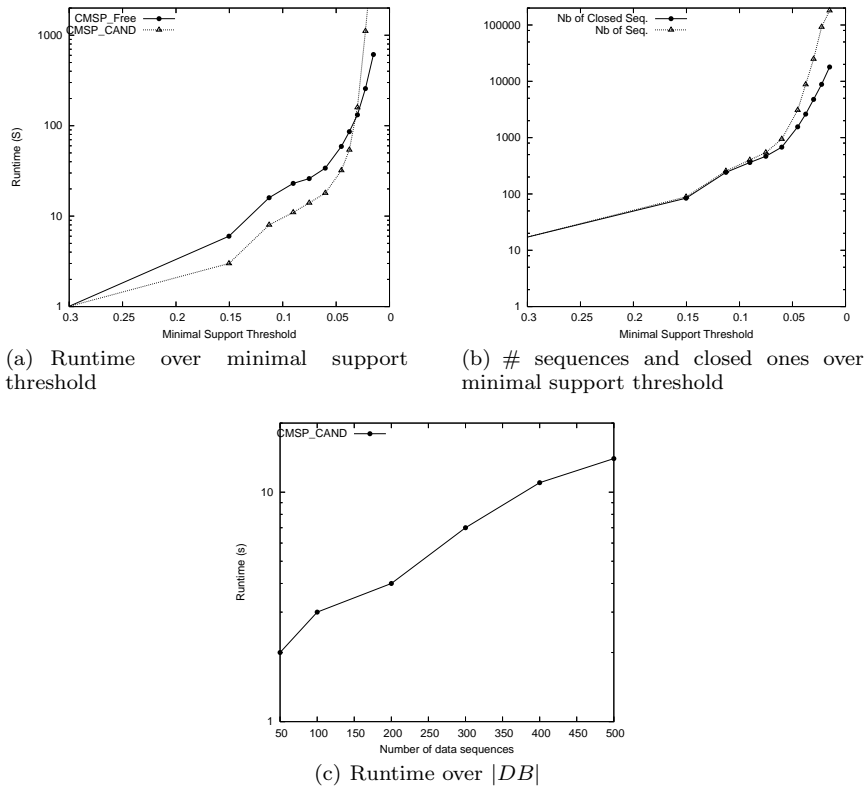 CMSP_Free
CMSP_CAND
1000
100
10
1
Runtime (S)
0.3 0.25 0.2 0.15 0.1 0.05 0
Minimal Support Threshold
(a) Runtime over minimal support
threshold
Nb of Closed Seq.
Nb of Seq.
100000
10000
1000
100
10
1
0.3 0.25 0.2 0.15 0.1 0.05 0
Minimal Support Threshold
(b) # sequences and closed ones over
minimal support threshold
CMSP_CAND
10
1
Runtime (s)
50 100 150 200 250 300 350 400 450 500
Number of data sequences
(c) Runtime over |DB|